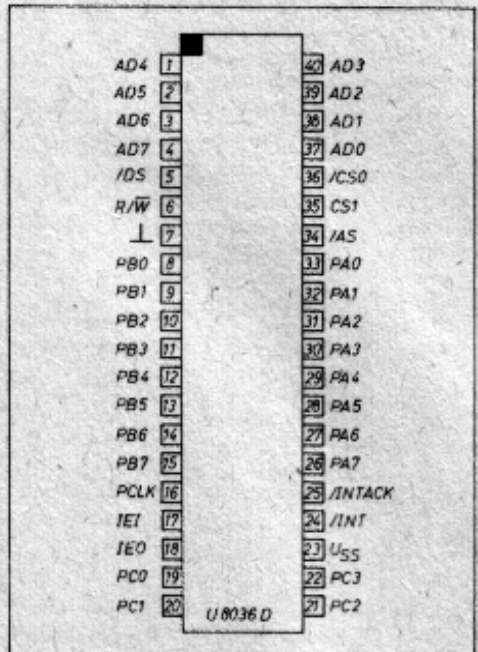 AD4 1 40 AD3
AD5 2 39 AD2
AD6 3 38 AD1
AD7 4 37 AD0
/DS 5 36 /CS0
R/W̅ 6 35 CS1
⊥ 7 34 /AS
PB0 8 33 PA0
PB1 9 32 PA1
PB2 10 31 PA2
PB3 11 30 PA3
PB4 12 29 PA4
PB5 13 28 PA5
PB6 14 27 PA6
PB7 15 26 PA7
PCLK 16 25 /INTACK
IEI 17 24 /INT
IEO 18 23 USS
PC0 19 22 PC3
PC1 20 21 PC2
U 8036 D